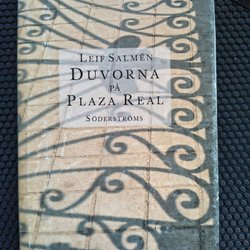 Leif Salmén
Duvorna
på
Plaza Real
Söderströms